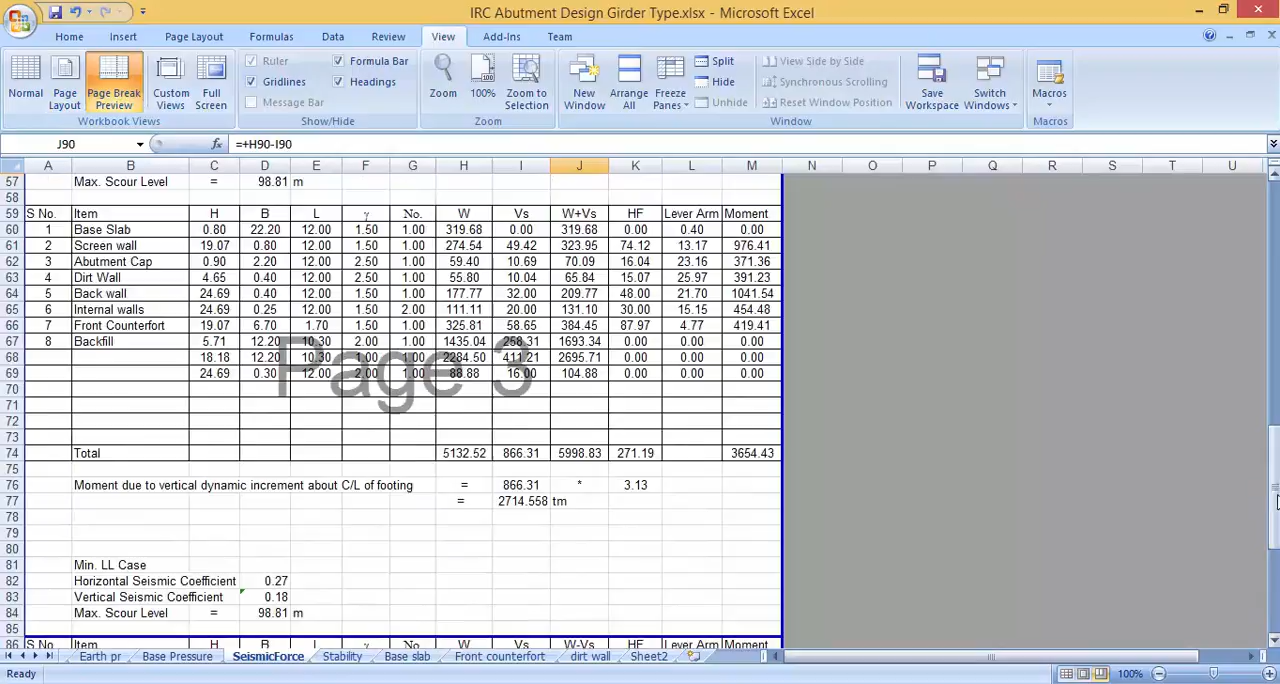 IRC Abutment Design Girder Type.xlsx - Microsoft Excel
Home Insert Page Layout Formulas Data Review View Add-Ins Team
Normal Page Layout Page Break Preview Custom Views Full Screen
Workbook Views
Ruler Formula Bar
Gridlines Headings
Message Bar
Show/Hide
Zoom 100% Zoom to Selection
Zoom
New Window Arrange All Freeze Panes
Split
Hide
Unhide
View Side by Side
Synchronous Scrolling
Reset Window Position
Window
Save Workspace Switch Windows
Macros
Macros
J90 fx =+H90-I90
A B C D E F G H I J K L M N O P Q R S T U
57 Max. Scour Level = 98.81 m
58
59 S No. Item H B L γ No. W Vs W+Vs HF Lever Arm Moment
60 1 Base Slab 0.80 22.20 12.00 1.50 1.00 319.68 0.00 319.68 0.00 0.40 0.00
61 2 Screen wall 19.07 0.80 12.00 1.50 1.00 274.54 49.42 323.95 74.12 13.17 976.41
62 3 Abutment Cap 0.90 2.20 12.00 2.50 1.00 59.40 10.69 70.09 16.04 23.16 371.36
63 4 Dirt Wall 4.65 0.40 12.00 2.50 1.00 55.80 10.04 65.84 15.07 25.97 391.23
64 5 Back wall 24.69 0.40 12.00 1.50 1.00 177.77 32.00 209.77 48.00 21.70 1041.54
65 6 Internal walls 24.69 0.25 12.00 1.50 2.00 111.11 20.00 131.10 30.00 15.15 454.48
66 7 Front Counterfort 19.07 6.70 1.70 1.50 1.00 325.81 58.65 384.45 87.97 4.77 419.41
67 8 Backfill 5.71 12.20 10.30 2.00 1.00 1435.04 258.31 1693.34 0.00 0.00 0.00
68 18.18 12.20 10.30 1.00 1.00 2284.50 411.21 2695.71 0.00 0.00 0.00
69 24.69 0.30 12.00 2.00 1.00 88.88 16.00 104.88 0.00 0.00 0.00
Page 3
70
71
72
73
74 Total 5132.52 866.31 5998.83 271.19 3654.43
75
76 Moment due to vertical dynamic increment about C/L of footing = 866.31 * 3.13
77 = 2714.558 tm
78
79
80
81 Min. LL Case
82 Horizontal Seismic Coefficient 0.27
83 Vertical Seismic Coefficient 0.18
84 Max. Scour Level = 98.81 m
85
86 S No. Item H B L γ No. W Vs W-Vs HF Lever Arm Moment
Earth pr Base Pressure SeismicForce Stability Base slab Front counterfort dirt wall Sheet2
Ready 100%